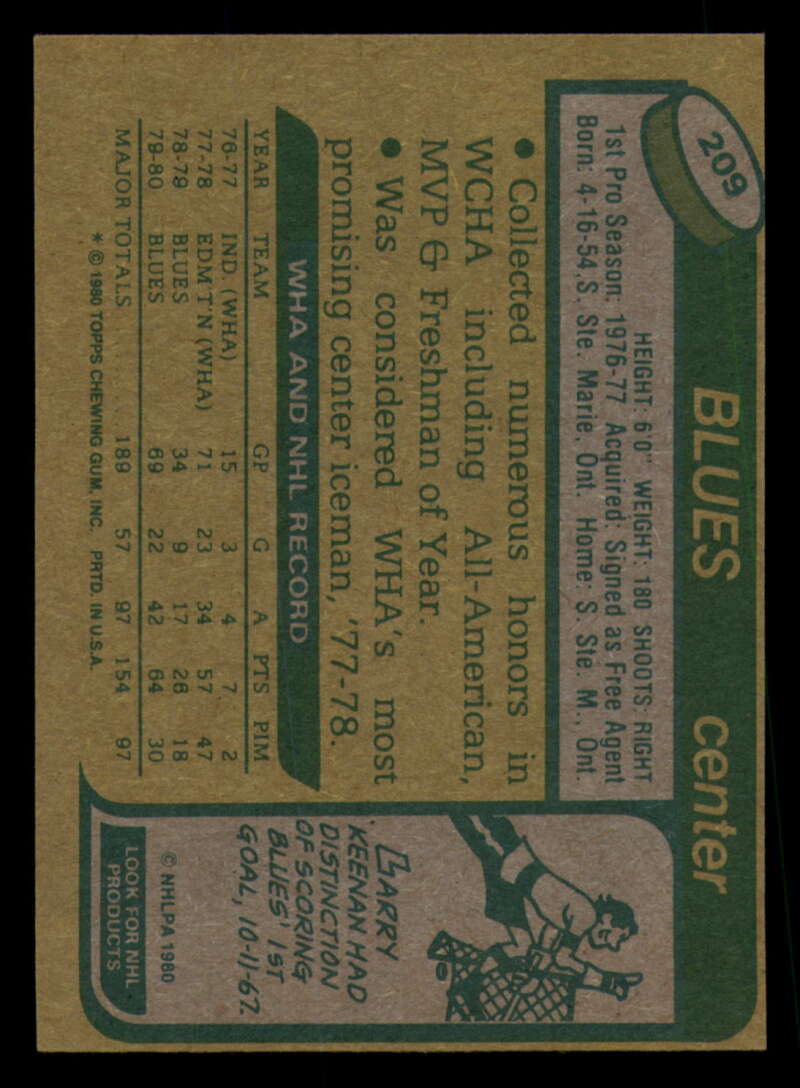 209
BLUES center
HEIGHT: 6'0" WEIGHT: 180 SHOOTS: RIGHT
1st Pro Season: 1976-77 Acquired: Signed as Free Agent
Born: 4-16-54,S. Ste. Marie, Ont. Home: S. Ste. M., Ont.
• Collected numerous honors in
WCHA including All-American,
MVP & Freshman of Year.
• Was considered WHA's most
promising center iceman, '77-78.
WHA AND NHL RECORD
YEAR TEAM GP G A PTS PIM
76-77 IND. (WHA) 15 3 4 7 2
77-78 EDM'T'N (WHA) 71 23 34 57 47
78-79 BLUES 34 9 17 26 18
79-80 BLUES 69 22 42 64 30
MAJOR TOTALS ........ 189 57 97 154 97
* © 1980 TOPPS CHEWING GUM, INC. PRTD. IN U.S.A.
LARRY
KEENAN HAD
DISTINCTION
OF SCORING
BLUES' 1ST
GOAL, 10-11-67.
© NHLPA 1980
LOOK FOR NHL
PRODUCTS